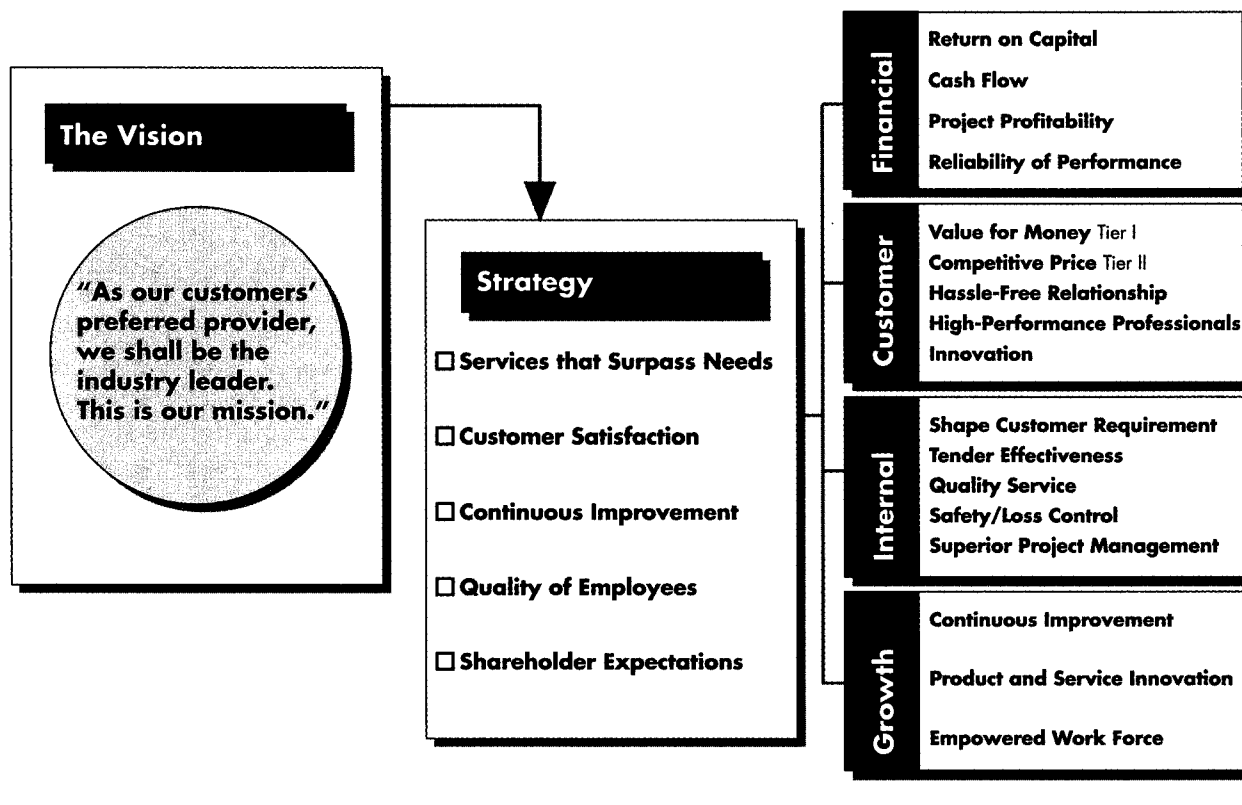 The Vision
“As our customers’
preferred provider,
we shall be the
industry leader.
This is our mission.”
Strategy
Services that Surpass Needs
Customer Satisfaction
Continuous Improvement
Quality of Employees
Shareholder Expectations
Financial
Return on Capital
Cash Flow
Project Profitability
Reliability of Performance
Customer
Value for Money Tier I
Competitive Price Tier II
Hassle-Free Relationship
High-Performance Professionals
Innovation
Internal
Shape Customer Requirement
Tender Effectiveness
Quality Service
Safety/Loss Control
Superior Project Management
Growth
Continuous Improvement
Product and Service Innovation
Empowered Work Force